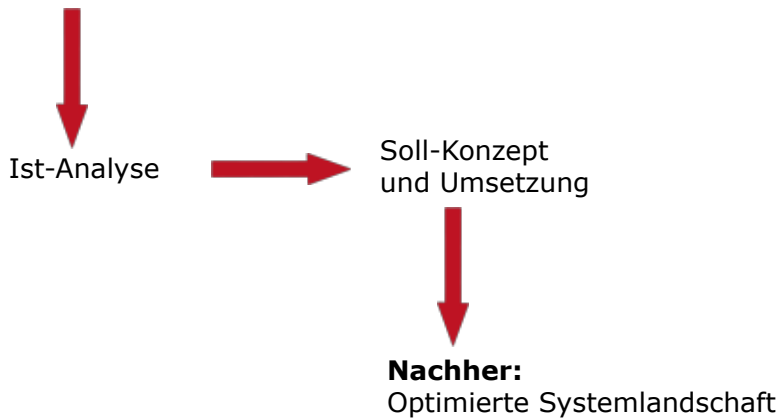 Ist-Analyse
Soll-Konzept
und Umsetzung
Nachher:
Optimierte Systemlandschaft